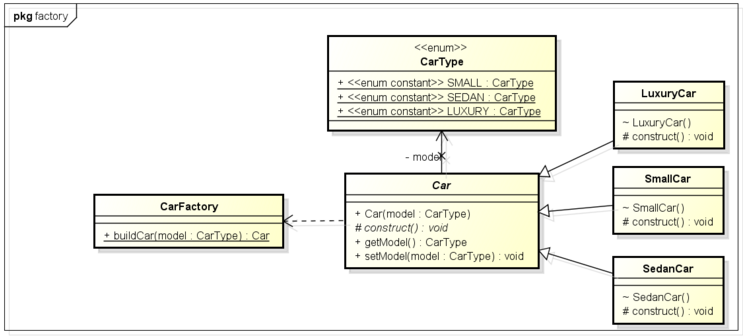 pkg factory
<<enum>>
CarType
+ <<enum constant>> SMALL : CarType
+ <<enum constant>> SEDAN : CarType
+ <<enum constant>> LUXURY : CarType
- model
CarFactory
+ buildCar(model : CarType) : Car
Car
+ Car(model : CarType)
# construct() : void
+ getModel() : CarType
+ setModel(model : CarType) : void
LuxuryCar
~ LuxuryCar()
# construct() : void
SmallCar
~ SmallCar()
# construct() : void
SedanCar
~ SedanCar()
# construct() : void